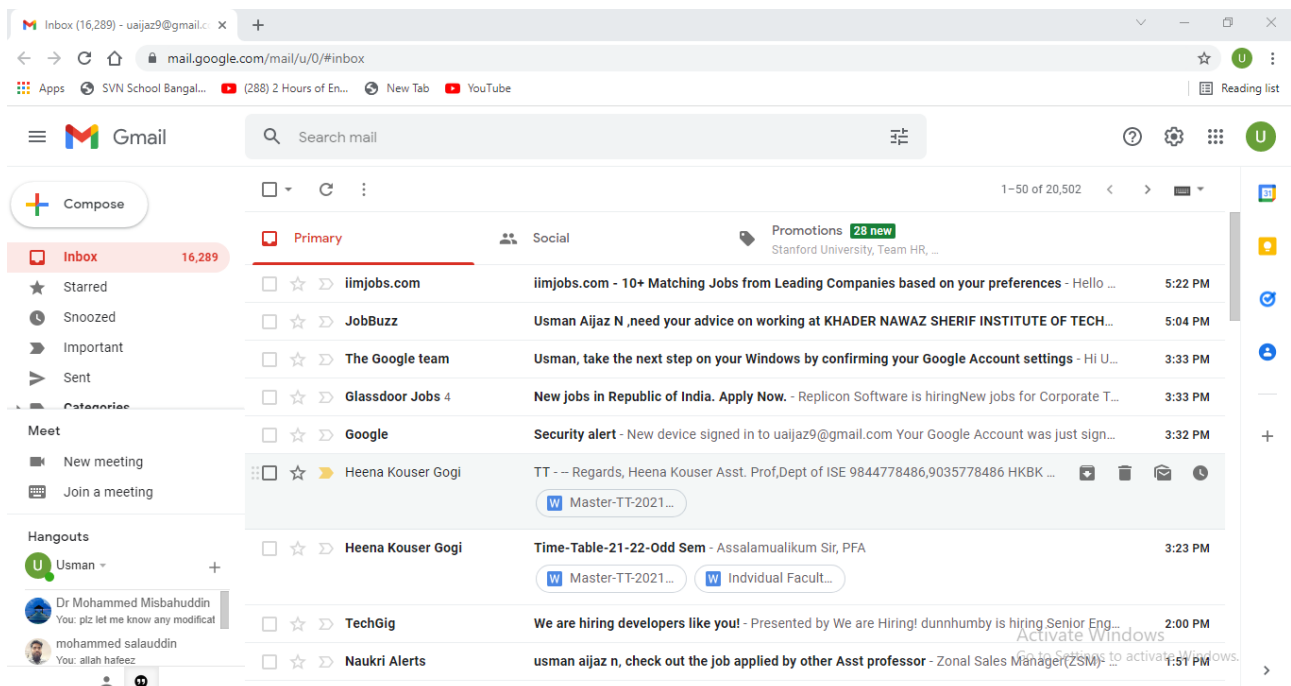 Inbox (16,289) - uaijaz9@gmail.c
mail.google.com/mail/u/0/#inbox
U
Apps SVN School Bangal... (288) 2 Hours of En... New Tab YouTube Reading list
Gmail Search mail U
Compose
1–50 of 20,502
31
Primary Social Promotions 28 new
Stanford University, Team HR, ...
Inbox 16,289
Starred
Snoozed
Important
Sent
Categories
Meet
New meeting
Join a meeting
Hangouts
U Usman
Dr Mohammed Misbahuddin
You: plz let me know any modificat
mohammed salauddin
You: allah hafeez
iimjobs.com iimjobs.com - 10+ Matching Jobs from Leading Companies based on your preferences - Hello ... 5:22 PM
JobBuzz Usman Aijaz N ,need your advice on working at KHADER NAWAZ SHERIF INSTITUTE OF TECH... 5:04 PM
The Google team Usman, take the next step on your Windows by confirming your Google Account settings - Hi U... 3:33 PM
Glassdoor Jobs 4 New jobs in Republic of India. Apply Now. - Replicon Software is hiringNew jobs for Corporate T... 3:33 PM
Google Security alert - New device signed in to uaijaz9@gmail.com Your Google Account was just sign... 3:32 PM
Heena Kouser Gogi TT - -- Regards, Heena Kouser Asst. Prof,Dept of ISE 9844778486,9035778486 HKBK ...
W Master-TT-2021...
Heena Kouser Gogi Time-Table-21-22-Odd Sem - Assalamualikum Sir, PFA 3:23 PM
W Master-TT-2021... W Indvidual Facult...
TechGig We are hiring developers like you! - Presented by We are Hiring! dunnhumby is hiring Senior Eng... 2:00 PM
Naukri Alerts usman aijaz n, check out the job applied by other Asst professor - Zonal Sales Manager(ZSM)- ... 1:51 PM
Activate Windows
Go to Settings to activate Windows.